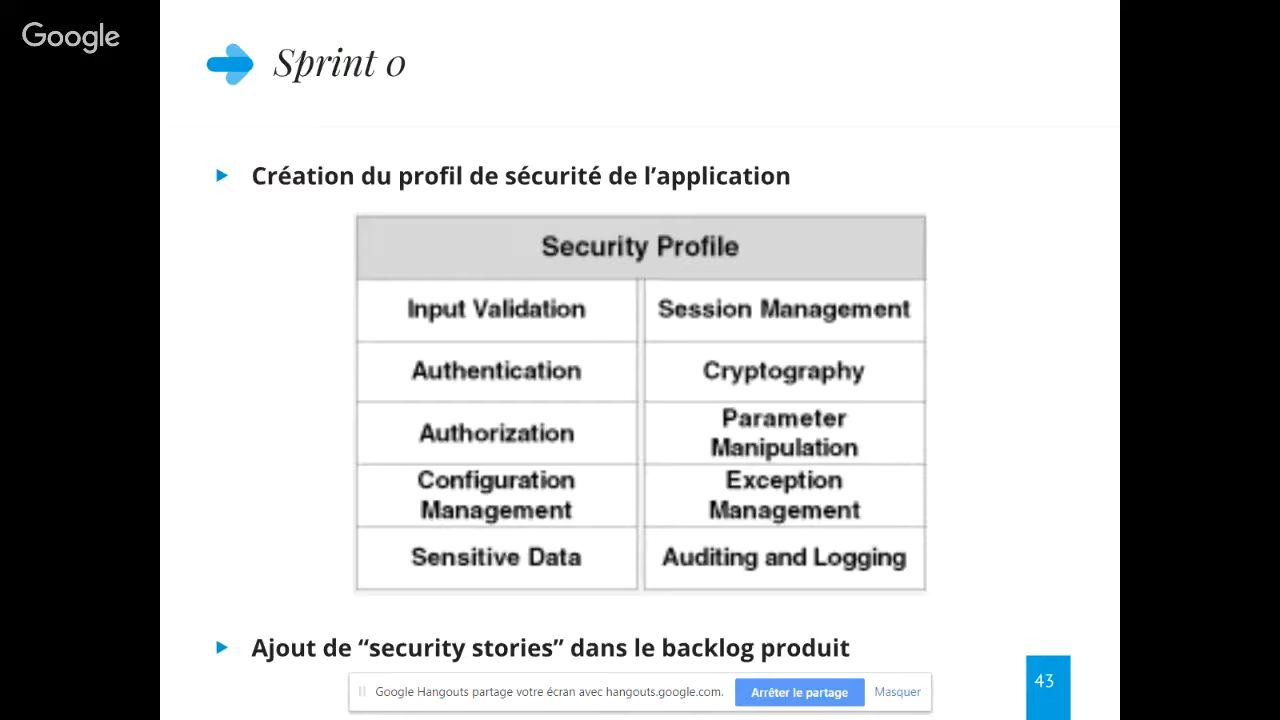 Google
Sprint 0
Création du profil de sécurité de l’application
Security Profile
Input Validation
Session Management
Authentication
Cryptography
Authorization
Parameter
Manipulation
Configuration
Management
Exception
Management
Sensitive Data
Auditing and Logging
Ajout de “security stories” dans le backlog produit
Google Hangouts partage votre écran avec hangouts.google.com.
Arrêter le partage
Masquer
43